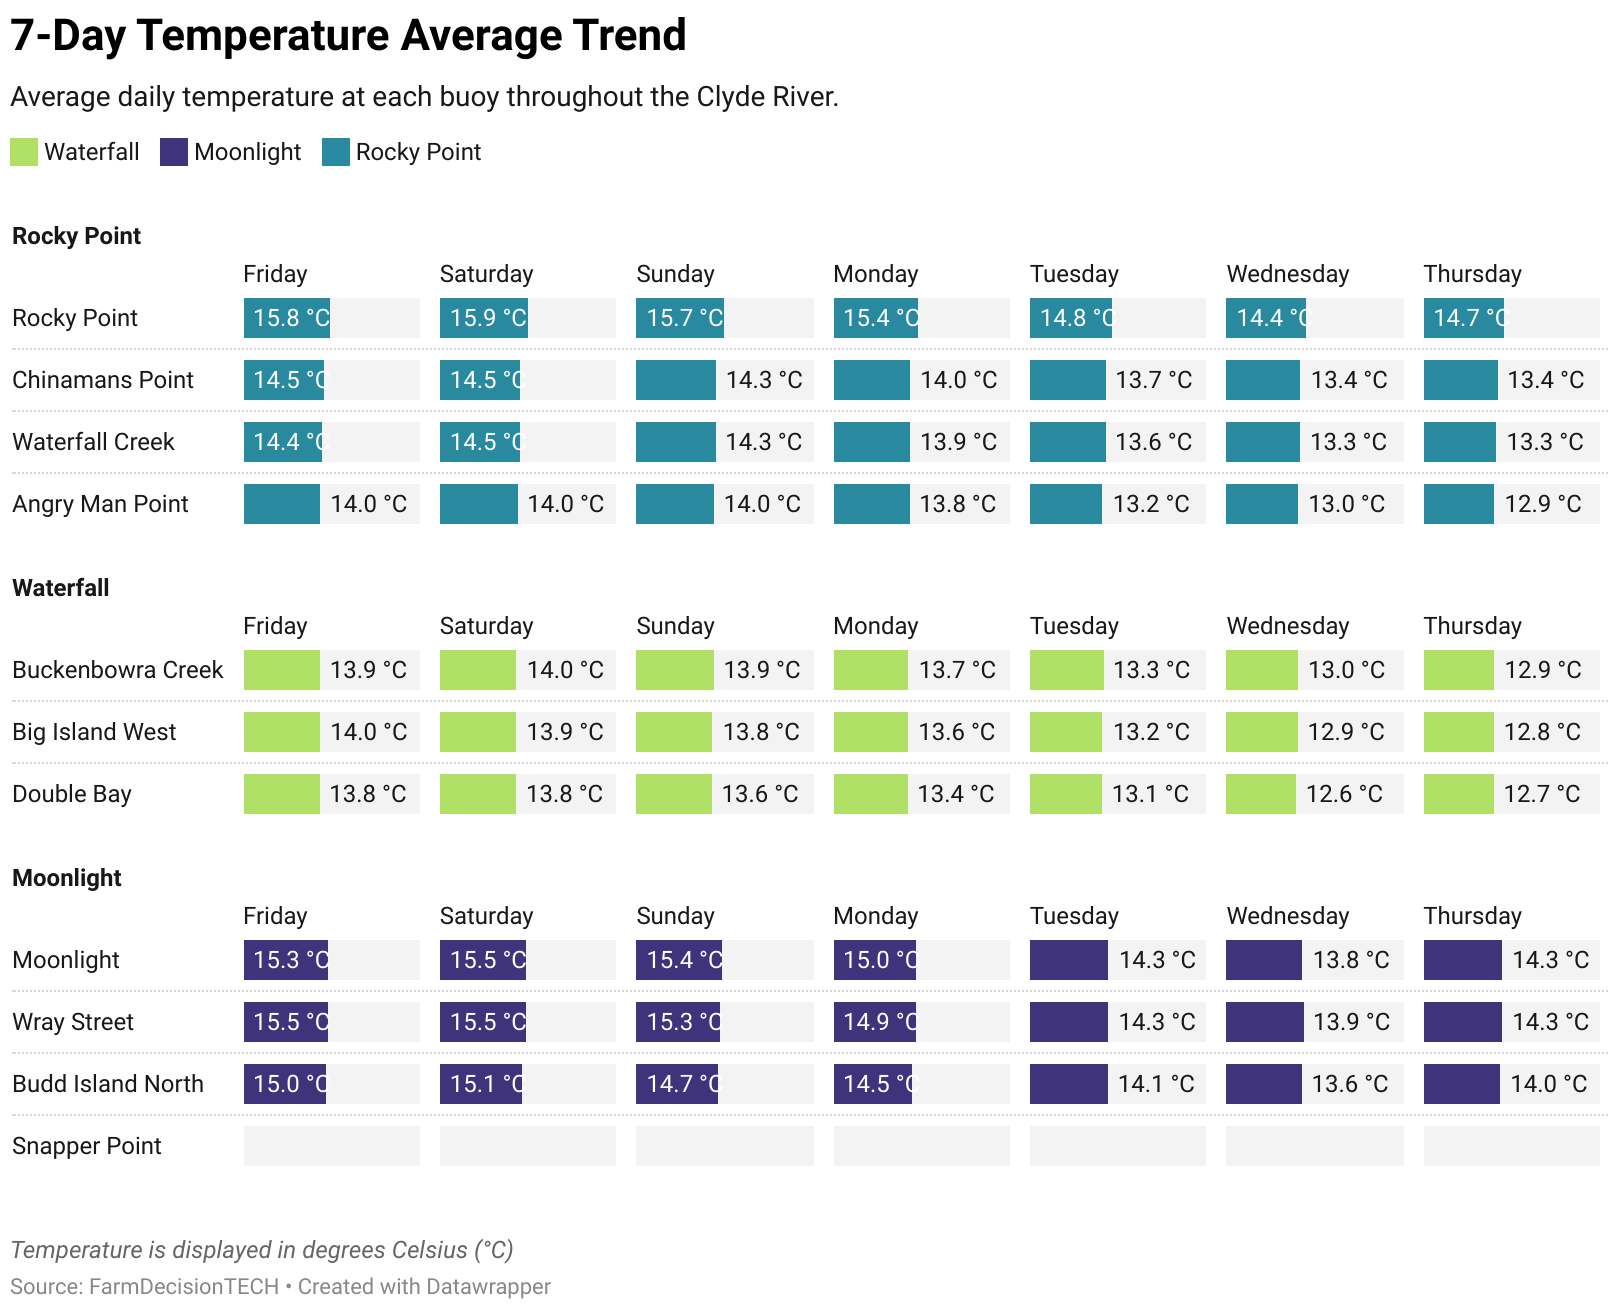 7-Day Temperature Average Trend
Average daily temperature at each buoy throughout the Clyde River.
Waterfall Moonlight Rocky Point
Rocky Point
Friday Saturday Sunday Monday Tuesday Wednesday Thursday
Rocky Point 15.8 °C 15.9 °C 15.7 °C 15.4 °C 14.8 °C 14.4 °C 14.7 °C
Chinamans Point 14.5 °C 14.5 °C 14.3 °C 14.0 °C 13.7 °C 13.4 °C 13.4 °C
Waterfall Creek 14.4 °C 14.5 °C 14.3 °C 13.9 °C 13.6 °C 13.3 °C 13.3 °C
Angry Man Point 14.0 °C 14.0 °C 14.0 °C 13.8 °C 13.2 °C 13.0 °C 12.9 °C
Waterfall
Friday Saturday Sunday Monday Tuesday Wednesday Thursday
Buckenbowra Creek 13.9 °C 14.0 °C 13.9 °C 13.7 °C 13.3 °C 13.0 °C 12.9 °C
Big Island West 14.0 °C 13.9 °C 13.8 °C 13.6 °C 13.2 °C 12.9 °C 12.8 °C
Double Bay 13.8 °C 13.8 °C 13.6 °C 13.4 °C 13.1 °C 12.6 °C 12.7 °C
Moonlight
Friday Saturday Sunday Monday Tuesday Wednesday Thursday
Moonlight 15.3 °C 15.5 °C 15.4 °C 15.0 °C 14.3 °C 13.8 °C 14.3 °C
Wray Street 15.5 °C 15.5 °C 15.3 °C 14.9 °C 14.3 °C 13.9 °C 14.3 °C
Budd Island North 15.0 °C 15.1 °C 14.7 °C 14.5 °C 14.1 °C 13.6 °C 14.0 °C
Snapper Point
Temperature is displayed in degrees Celsius (°C)
Source: FarmDecisionTECH • Created with Datawrapper